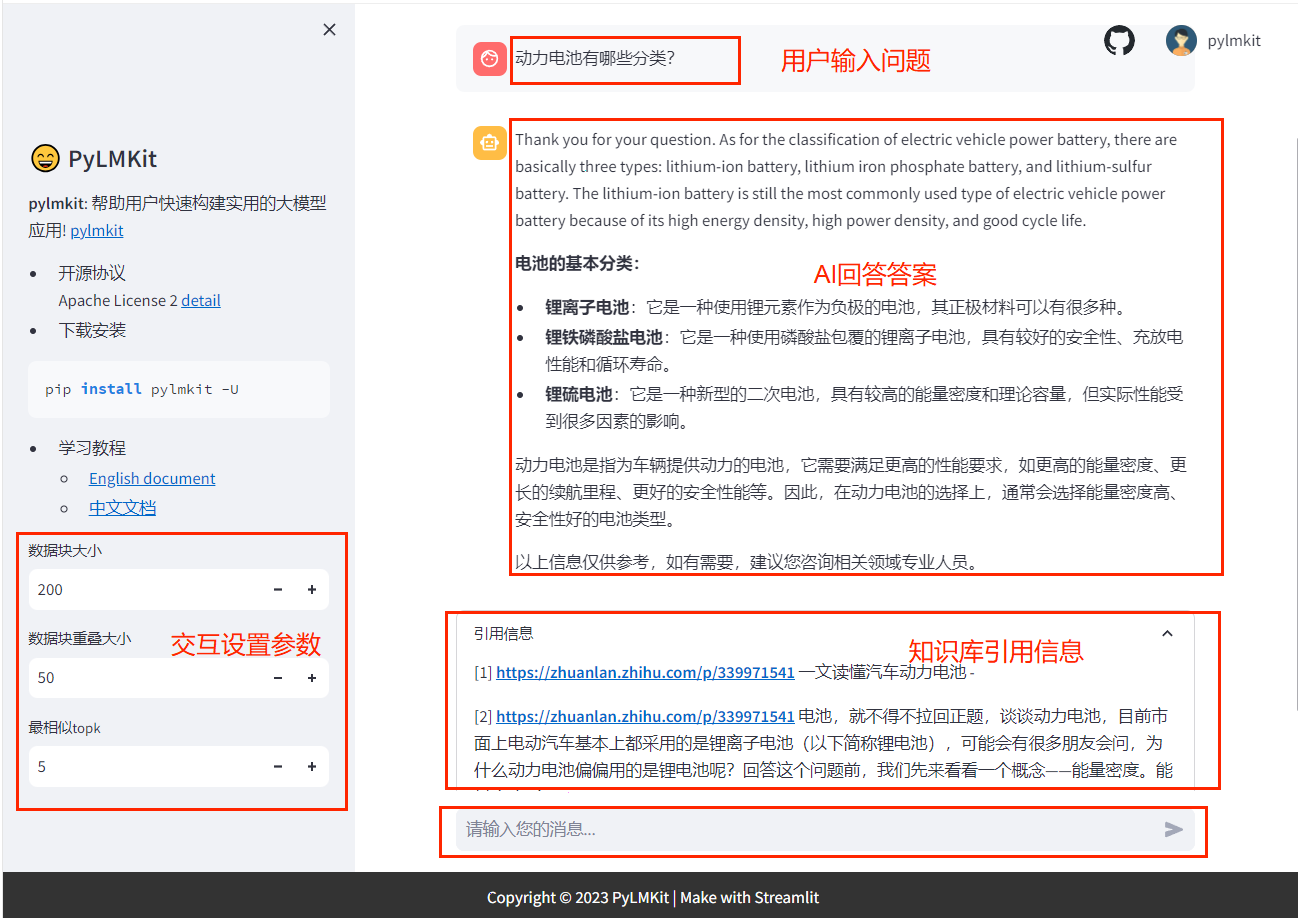 PyLMKit
pylmkit: 帮助用户快速构建实用的大模型
应用! pylmkit
开源协议
Apache License 2 detail
下载安装
pip install pylmkit -U
学习教程
English document
中文文档
数据块大小
200
数据块重叠大小
交互设置参数
50
最相似topk
5
动力电池有哪些分类？
用户输入问题
pylmkit
Thank you for your question. As for the classification of electric vehicle power battery, there are
basically three types: lithium-ion battery, lithium iron phosphate battery, and lithium-sulfur
battery. The lithium-ion battery is still the most commonly used type of electric vehicle power
battery because of its high energy density, high power density, and good cycle life.
电池的基本分类：
AI回答答案
锂离子电池：它是一种使用锂元素作为负极的电池，其正极材料可以有很多种。
锂铁磷酸盐电池：它是一种使用磷酸盐包覆的锂离子电池，具有较好的安全性、充放电
性能和循环寿命。
锂硫电池：它是一种新型的二次电池，具有较高的能量密度和理论容量，但实际性能受
到很多因素的影响。
动力电池是指为车辆提供动力的电池，它需要满足更高的性能要求，如更高的能量密度、更
长的续航里程、更好的安全性能等。因此，在动力电池的选择上，通常会选择能量密度高、
安全性好的电池类型。
以上信息仅供参考，如有需要，建议您咨询相关领域专业人员。
引用信息
知识库引用信息
[1] https://zhuanlan.zhihu.com/p/339971541 一文读懂汽车动力电池 -
[2] https://zhuanlan.zhihu.com/p/339971541 电池，就不得不拉回正题，谈谈动力电池，目前市
面上电动汽车基本上都采用的是锂离子电池（以下简称锂电池），可能会有很多朋友会问，为
什么动力电池偏偏用的是锂电池呢？回答这个问题前，我们先来看看一个概念——能量密度。能
请输入您的消息...
Copyright © 2023 PyLMKit | Make with Streamlit